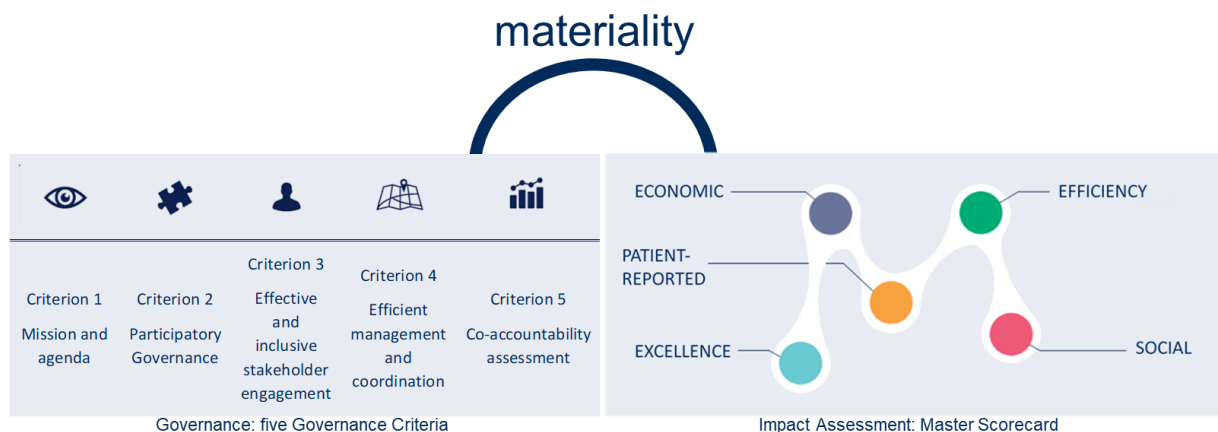 materiality
Criterion 1
Mission and
agenda
Criterion 2
Participatory
Governance
Criterion 3
Effective
and
inclusive
stakeholder
engagement
Criterion 4
Efficient
management
and
coordination
Criterion 5
Co-accountability
assessment
Governance: five Governance Criteria
ECONOMIC
EFFICIENCY
PATIENT-
REPORTED
EXCELLENCE
SOCIAL
Impact Assessment: Master Scorecard